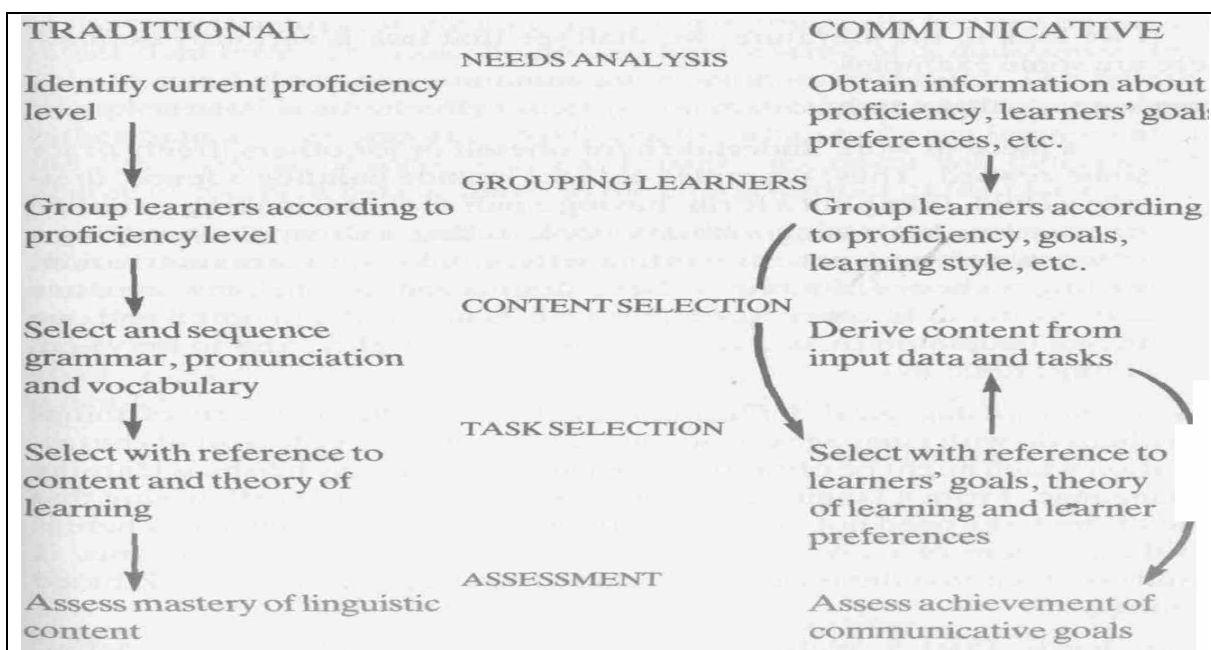 TRADITIONAL
COMMUNICATIVE
NEEDS ANALYSIS
Identify current proficiency
level
Obtain information about
proficiency, learners' goals
preferences, etc.
GROUPING LEARNERS
Group learners according to
proficiency level
Group learners according
to proficiency, goals,
learning style, etc.
CONTENT SELECTION
Select and sequence
grammar, pronunciation
and vocabulary
Derive content from
input data and tasks
TASK SELECTION
Select with reference to
content and theory of
learning
Select with reference to
learners' goals, theory
of learning and learner
preferences
ASSESSMENT
Assess mastery of linguistic
content
Assess achievement of
communicative goals